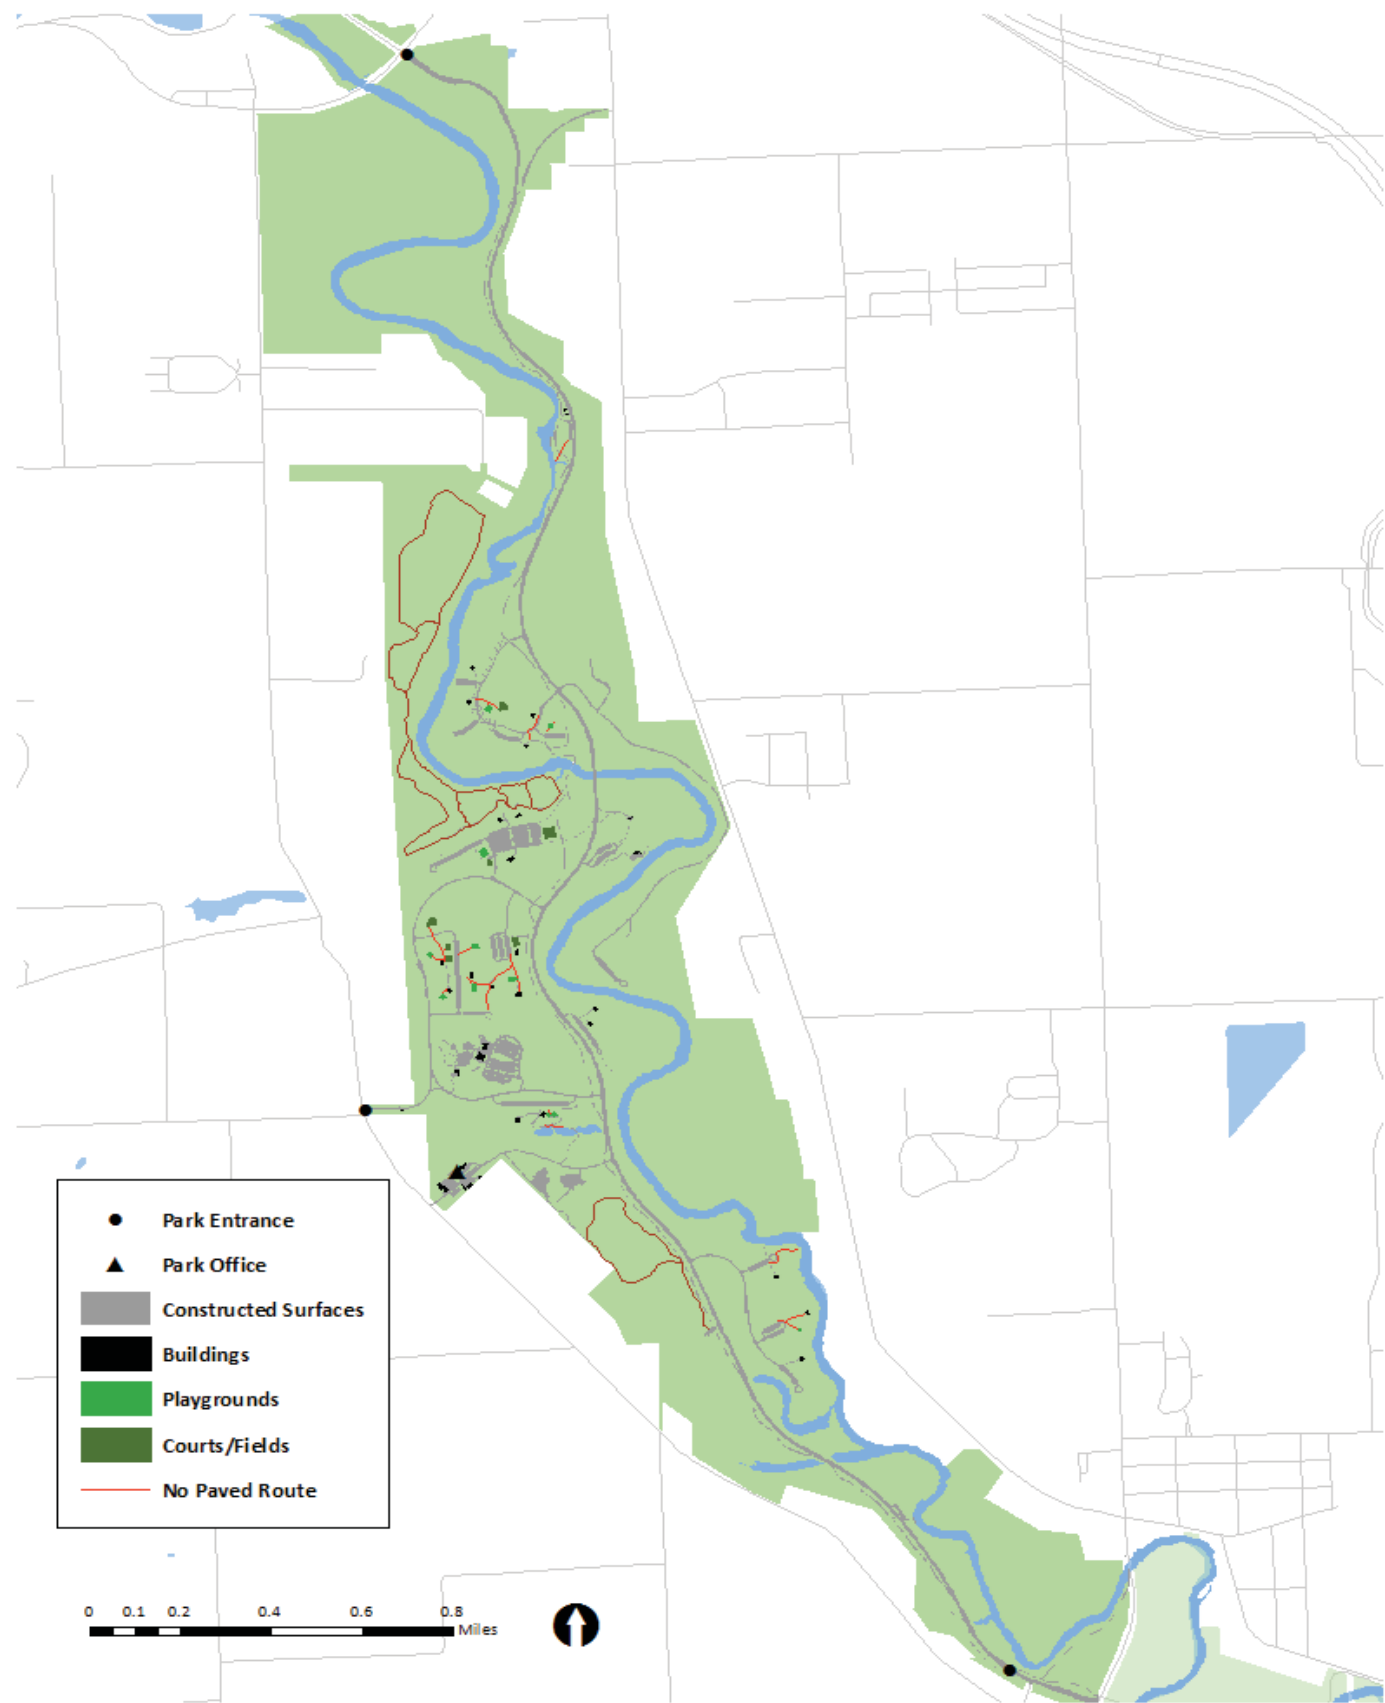 Park Entrance
Park Office
Constructed Surfaces
Buildings
Playgrounds
Courts/Fields
No Paved Route
0 0.1 0.2 0.4 0.6 0.8
Miles